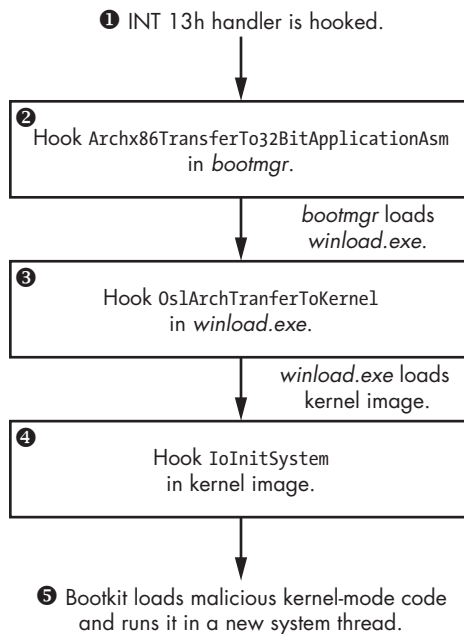 ❶ INT 13h handler is hooked.
❷
Hook Archx86TransferTo32BitApplicationAsm
in bootmgr.
bootmgr loads
winload.exe.
❸
Hook OslArchTranferToKernel
in winload.exe.
winload.exe loads
kernel image.
❹
Hook IoInitSystem
in kernel image.
❺ Bootkit loads malicious kernel-mode code
and runs it in a new system thread.